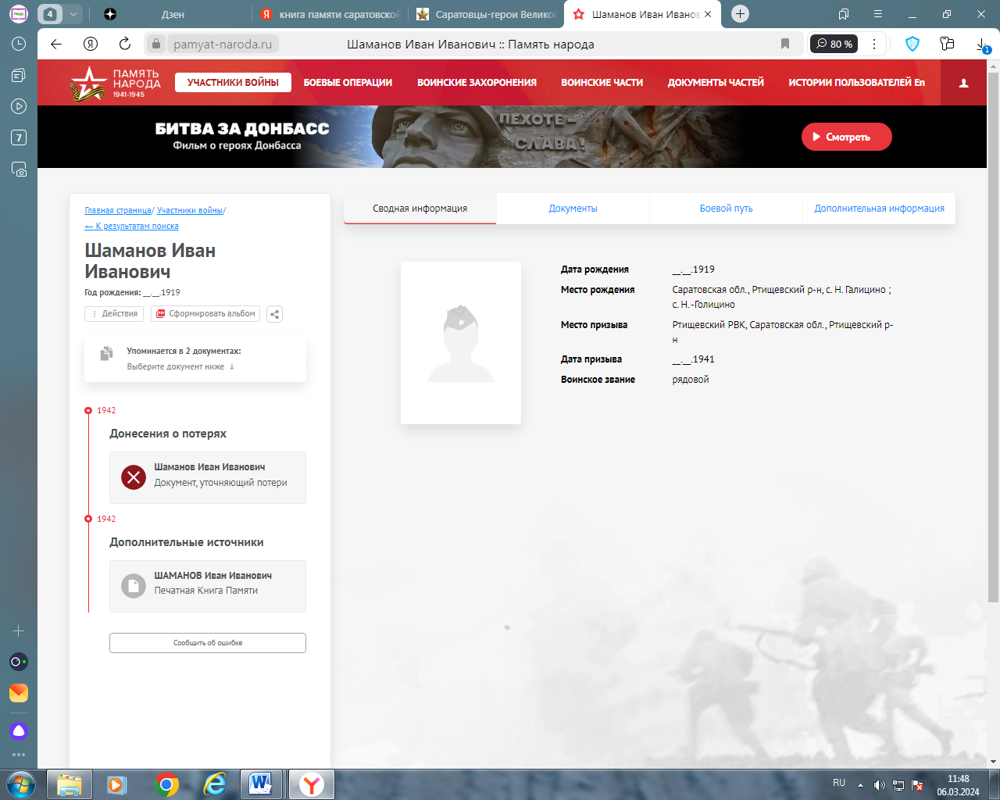 4
Дзен
Я книга памяти саратовской
Саратовцы-герои Великой
Шаманов Иван Иванов
pamyat-naroda.ru
Шаманов Иван Иванович :: Память народа
80 %
1
7
ПАМЯТЬ
НАРОДА
1941-1945
УЧАСТНИКИ ВОЙНЫ
БОЕВЫЕ ОПЕРАЦИИ
ВОИНСКИЕ ЗАХОРОНЕНИЯ
ВОИНСКИЕ ЧАСТИ
ДОКУМЕНТЫ ЧАСТЕЙ
ИСТОРИИ ПОЛЬЗОВАТЕЛЕЙ En
БИТВА ЗА ДОНБАСС
Фильм о героях Донбасса
ПЕХОТЕ –
СЛАВА!
Смотреть
Главная страница/ Участники войны/
← К результатам поиска
Шаманов Иван
Иванович
Год рождения: __.__.1919
Действия
PDF Сформировать альбом
Упоминается в 2 документах:
Выберите документ ниже ↓
1942
Донесения о потерях
Шаманов Иван Иванович
Документ, уточняющий потери
1942
Дополнительные источники
ШАМАНОВ Иван Иванович
Печатная Книга Памяти
Сообщить об ошибке
Сводная информация
Документы
Боевой путь
Дополнительная информация
Дата рождения __.__.1919
Место рождения Саратовская обл., Ртищевский р-н, с. Н. Галицино ;
с. Н. -Голицино
Место призыва Ртищевский РВК, Саратовская обл., Ртищевский р-
н
Дата призыва __.__.1941
Воинское звание рядовой
RU
11:48
06.03.2024